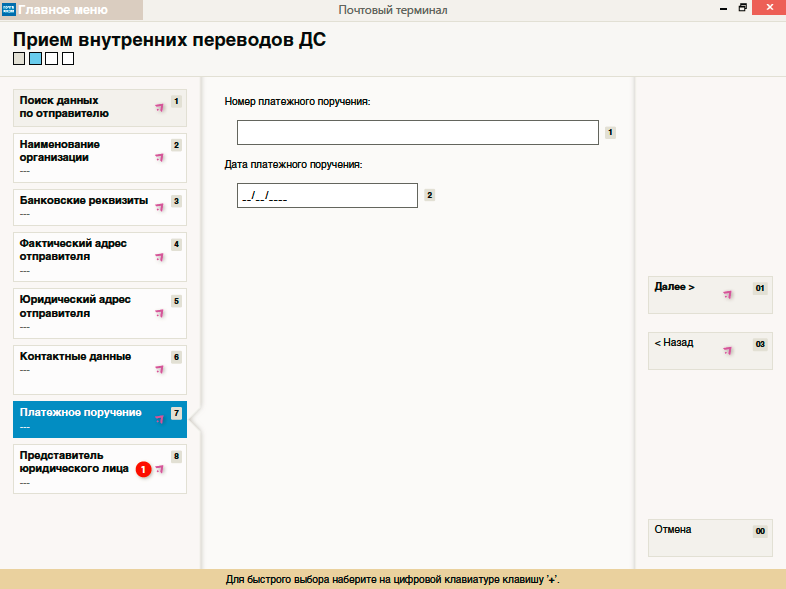 Главное меню
Почтовый терминал
Прием внутренних переводов ДС
Поиск данных
по отправителю
1
Наименование
организации
2
---
Банковские реквизиты
3
---
Фактический адрес
отправителя
4
---
Юридический адрес
отправителя
5
---
Контактные данные
6
---
Платежное поручение
7
---
Представитель
юридического лица
1
8
---
Номер платежного поручения:
1
Дата платежного поручения:
__/__/____
2
Далее >
01
< Назад
03
Отмена
00
Для быстрого выбора наберите на цифровой клавиатуре клавишу '+'.